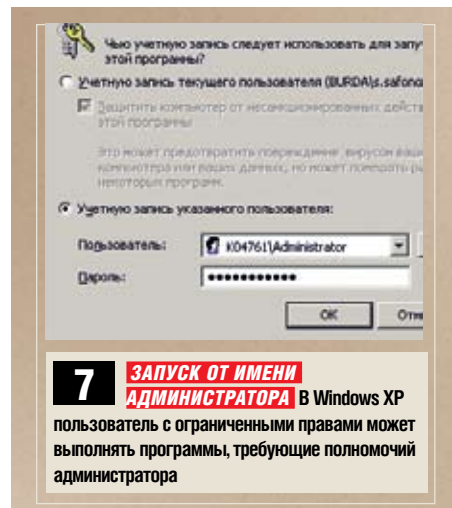 Чью учетную запись следует использовать для запу
этой программы?
Учетную запись текущего пользователя (BURDA\s.safono
Защитить компьютер от несанкционированных действ
этой программы
Это может предотвратить повреждение вирусом ваше
компьютера или ваших данных, но может помешать ра
некоторых программ.
Учетную запись указанного пользователя:
Пользователь: K04761\Administrator
Пароль: •••••••••••
OK Отм
7 ЗАПУСК ОТ ИМЕНИ
АДМИНИСТРАТОРА В Windows XP
пользователь с ограниченными правами может
выполнять программы, требующие полномочий
администратора